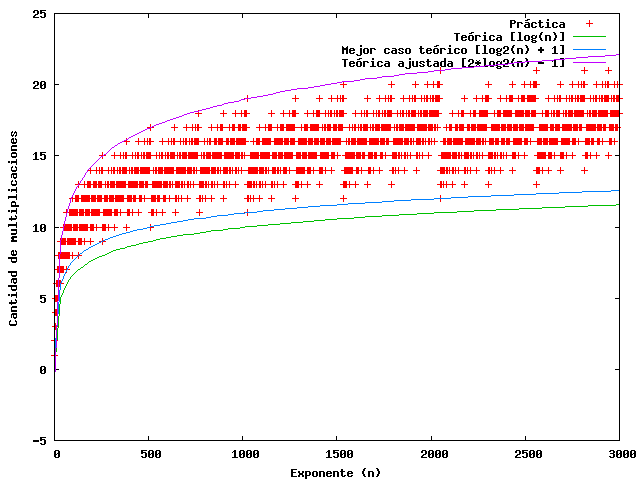 25
20
15
10
5
0
-5
Cantidad de multiplicaciones
Práctica
Teórica [log(n)]
Mejor caso teórico [log2(n) + 1]
Teórica ajustada [2*log2(n) - 1]
0
500
1000
1500
2000
2500
3000
Exponente (n)